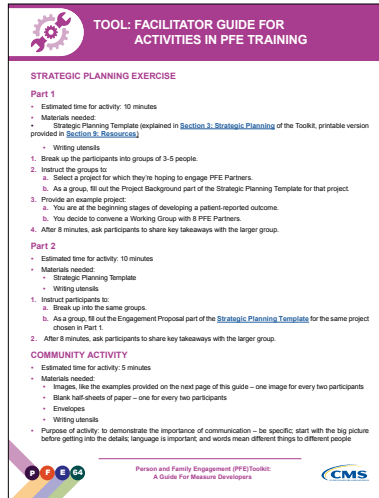 TOOL: FACILITATOR GUIDE FOR
ACTIVITIES IN PFE TRAINING
STRATEGIC PLANNING EXERCISE
Part 1
• Estimated time for activity: 10 minutes
• Materials needed:
• Strategic Planning Template (explained in Section 3: Strategic Planning of the Toolkit, printable version
provided in Section 9: Resources)
• Writing utensils
1. Break up the participants into groups of 3-5 people.
2. Instruct the groups to:
a. Select a project for which they're hoping to engage PFE Partners.
b. As a group, fill out the Project Background part of the Strategic Planning Template for that project.
3. Provide an example project:
a. You are at the beginning stages of developing a patient-reported outcome.
b. You decide to convene a Working Group with 8 PFE Partners.
4. After 8 minutes, ask participants to share key takeaways with the larger group.
Part 2
• Estimated time for activity: 10 minutes
• Materials needed:
• Strategic Planning Template
• Writing utensils
1. Instruct participants to:
a. Break up into the same groups.
b. As a group, fill out the Engagement Proposal part of the Strategic Planning Template for the same project
chosen in Part 1.
2. After 8 minutes, ask participants to share key takeaways with the larger group.
COMMUNITY ACTIVITY
• Estimated time for activity: 5 minutes
• Materials needed:
• Images, like the examples provided on the next page of this guide – one image for every two participants
• Blank half-sheets of paper – one for every two participants
• Envelopes
• Writing utensils
• Purpose of activity: to demonstrate the importance of communication – be specific; start with the big picture
before getting into the details; language is important; and words mean different things to different people
P F E 64
Person and Family Engagement (PFE)Toolkit:
A Guide For Measure Developers
CMS